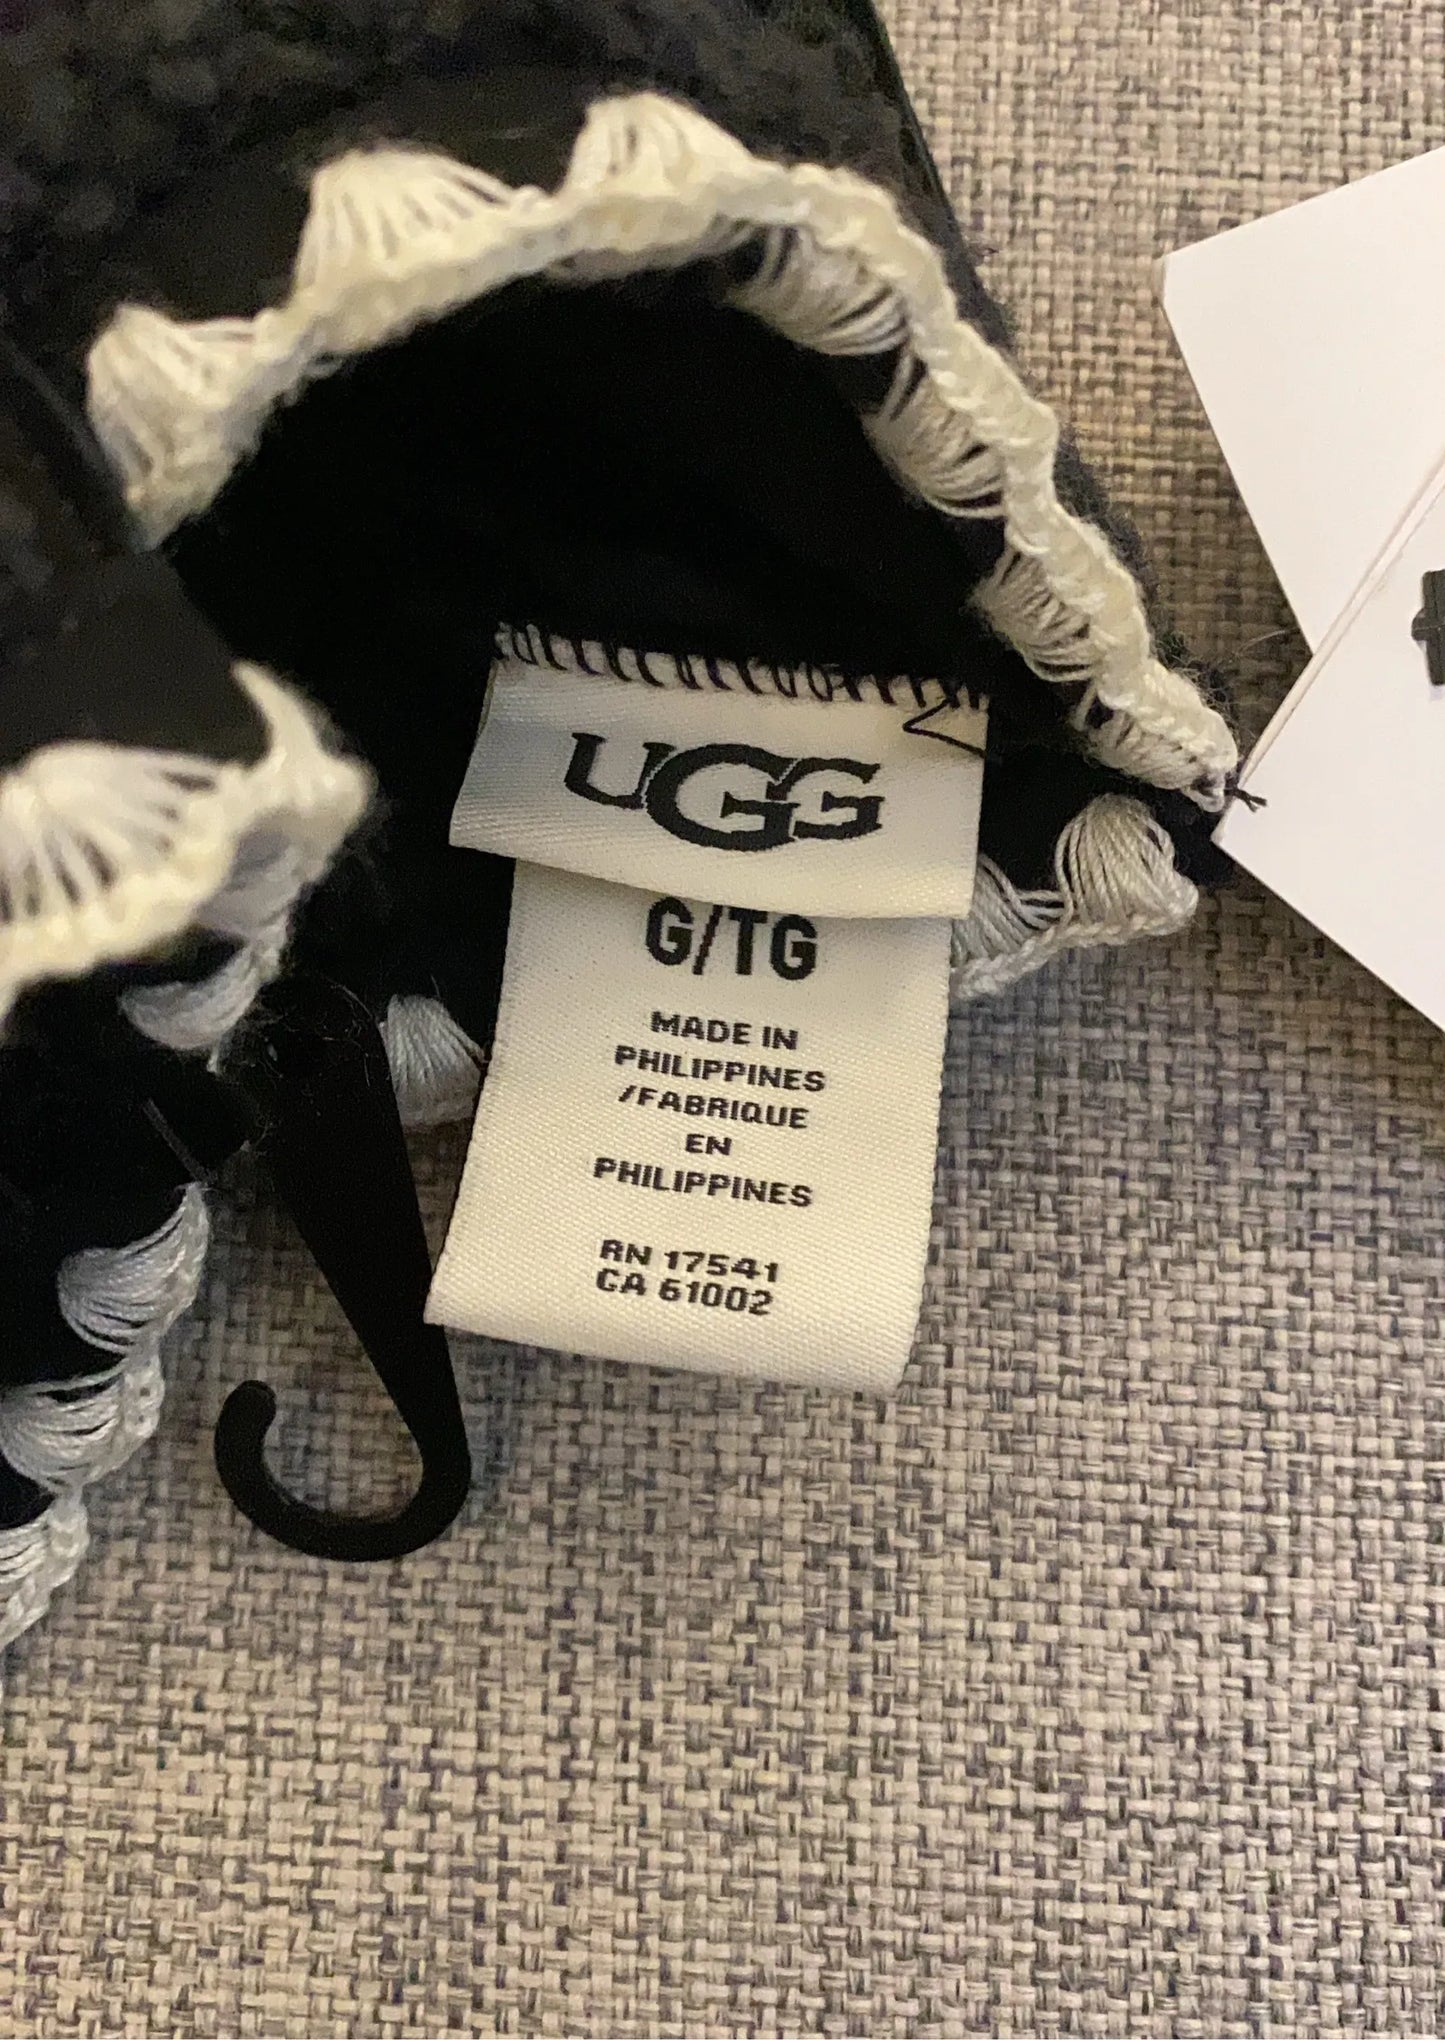 UGG
G/TG
MADE IN
PHILIPPINES
/FABRIQUE
EN
PHILIPPINES
RN 17541
CA 61002